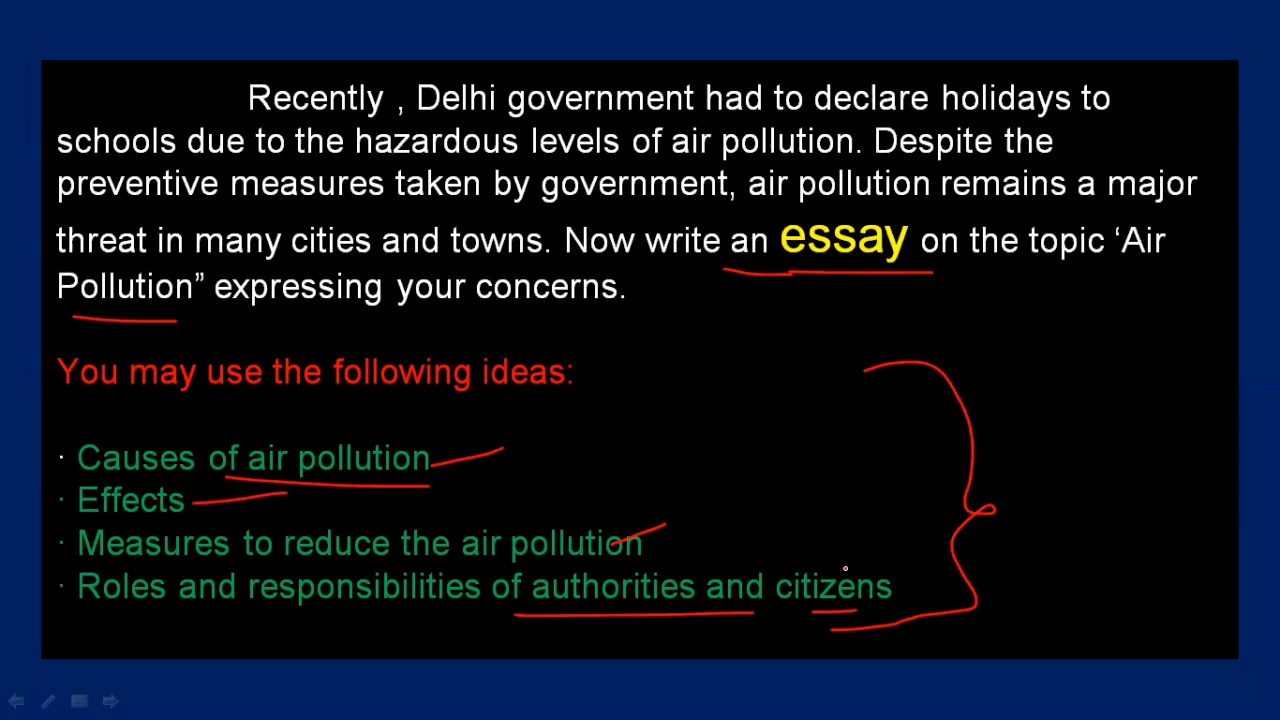 Recently , Delhi government had to declare holidays to
schools due to the hazardous levels of air pollution. Despite the
preventive measures taken by government, air pollution remains a major
threat in many cities and towns. Now write an essay on the topic ‘Air
Pollution” expressing your concerns.
You may use the following ideas:
· Causes of air pollution
· Effects
· Measures to reduce the air pollution
· Roles and responsibilities of authorities and citizens